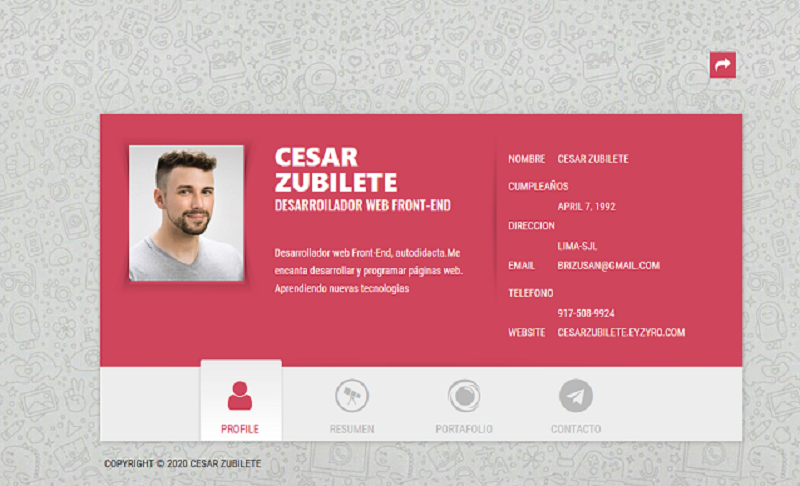 CESAR
ZUBILETE
DESARROLLADOR WEB FRONT-END
Desarrollador web Front-End, autodidacta.Me
encanta desarrollar y programar páginas web.
Aprendiendo nuevas tecnologias
NOMBRE CESAR ZUBILETE
CUMPLEAÑOS
APRIL 7, 1992
DIRECCION
LIMA-SJL
EMAIL BRIZUSAN@GMAIL.COM
TELEFONO
917-508-9924
WEBSITE CESARZUBILETE.EYZYRO.COM
PROFILE
RESUMEN
PORTAFOLIO
CONTACTO
COPYRIGHT © 2020 CESAR ZUBILETE